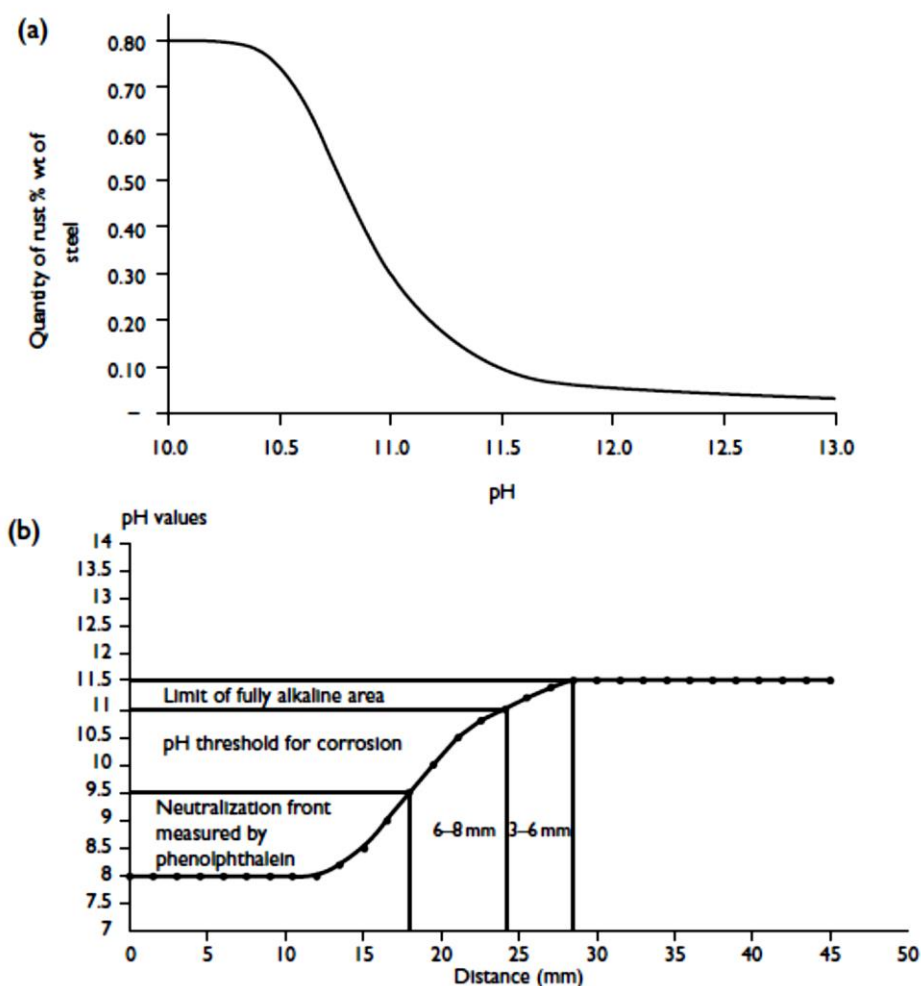 (a)
Quantity of rust % wt of
steel
0.80
0.70
0.60
0.50
0.40
0.30
0.20
0.10
–
10.0 10.5 11.0 11.5 12.0 12.5 13.0
pH
(b)
pH values
14
13.5
13
12.5
12
11.5
11
10.5
10
9.5
9
8.5
8
7.5
7
Limit of fully alkaline area
pH threshold for corrosion
Neutralization front
measured by
phenolphthalein
6–8 mm
3–6 mm
0 5 10 15 20 25 30 35 40 45 50
Distance (mm)